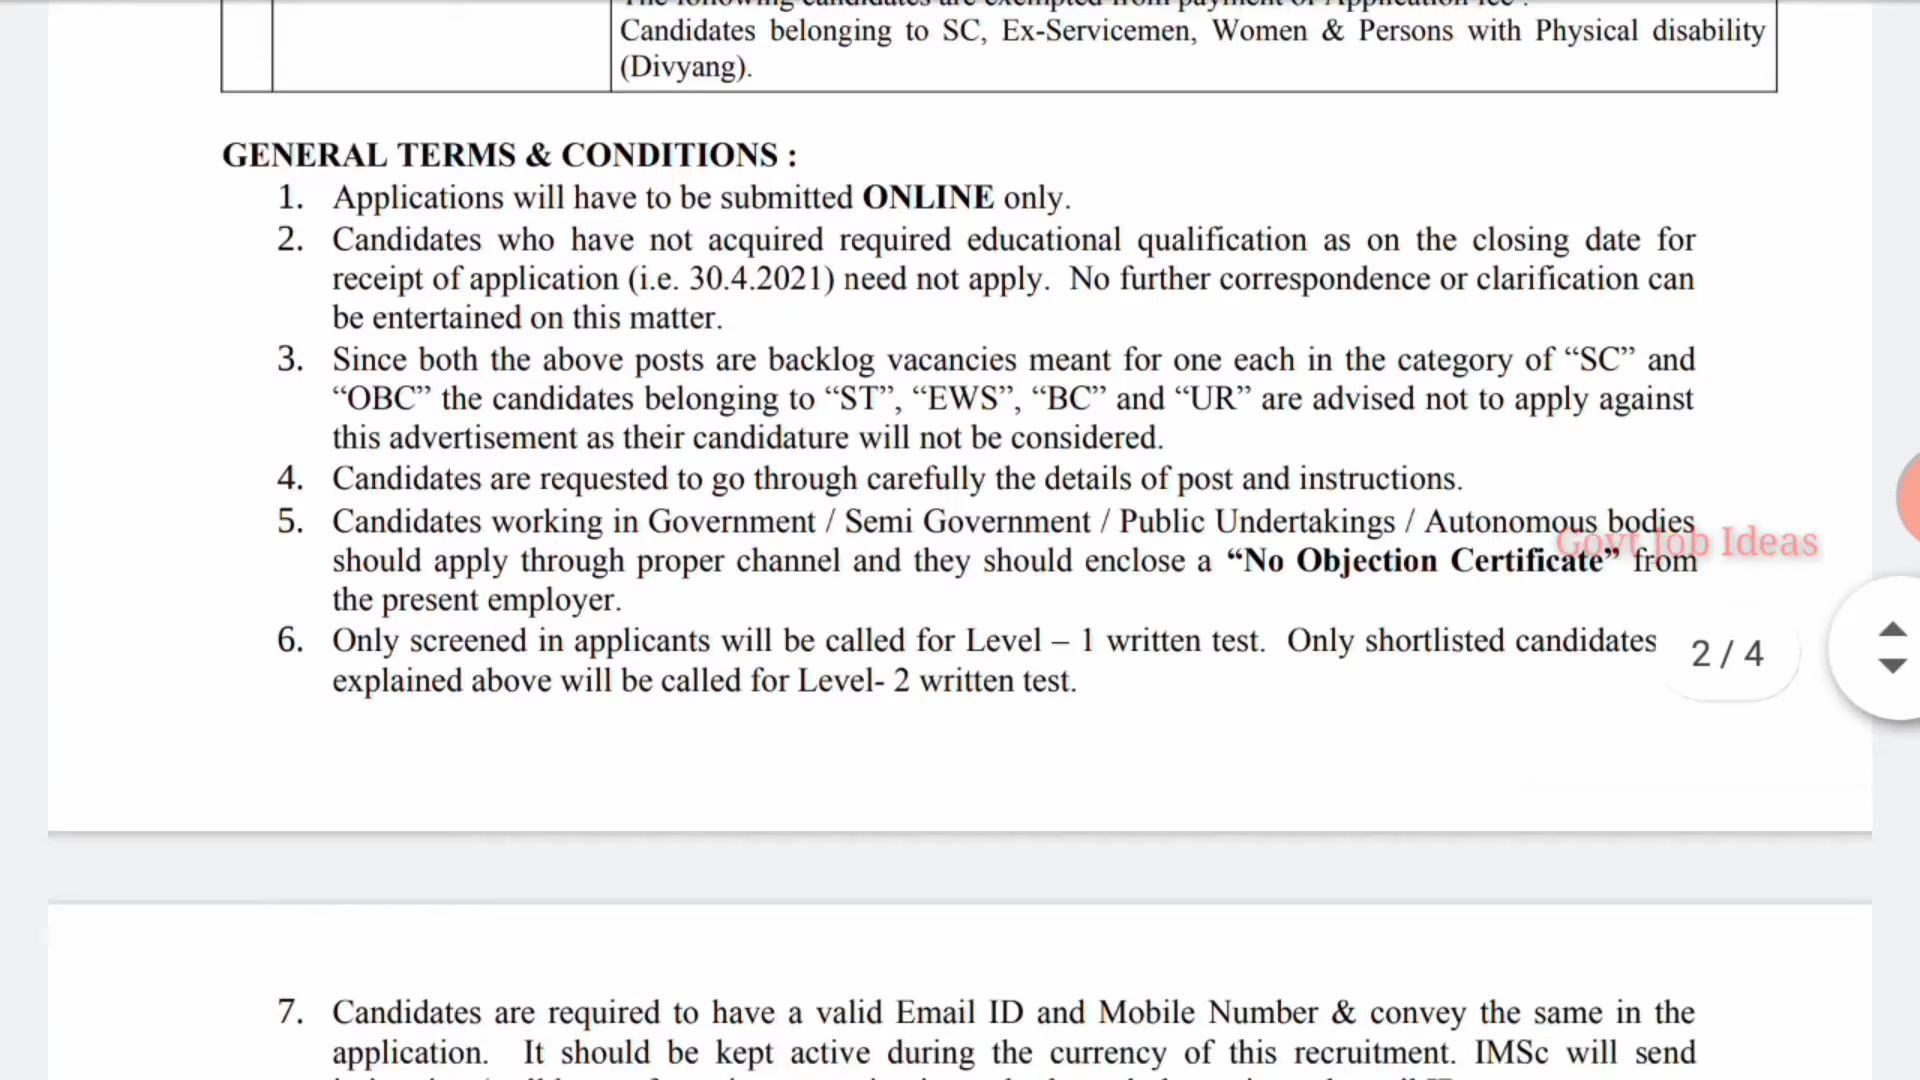 The following candidates are exempted from payment of Application fee :
Candidates belonging to SC, Ex-Servicemen, Women & Persons with Physical disability
(Divyang).
GENERAL TERMS & CONDITIONS :
1. Applications will have to be submitted ONLINE only.
2. Candidates who have not acquired required educational qualification as on the closing date for
receipt of application (i.e. 30.4.2021) need not apply. No further correspondence or clarification can
be entertained on this matter.
3. Since both the above posts are backlog vacancies meant for one each in the category of “SC” and
“OBC” the candidates belonging to “ST”, “EWS”, “BC” and “UR” are advised not to apply against
this advertisement as their candidature will not be considered.
4. Candidates are requested to go through carefully the details of post and instructions.
5. Candidates working in Government / Semi Government / Public Undertakings / Autonomous bodies
should apply through proper channel and they should enclose a “No Objection Certificate” from
the present employer.
Govt Job Ideas
6. Only screened in applicants will be called for Level – 1 written test. Only shortlisted candidates
explained above will be called for Level- 2 written test.
2 / 4
7. Candidates are required to have a valid Email ID and Mobile Number & convey the same in the
application. It should be kept active during the currency of this recruitment. IMSc will send